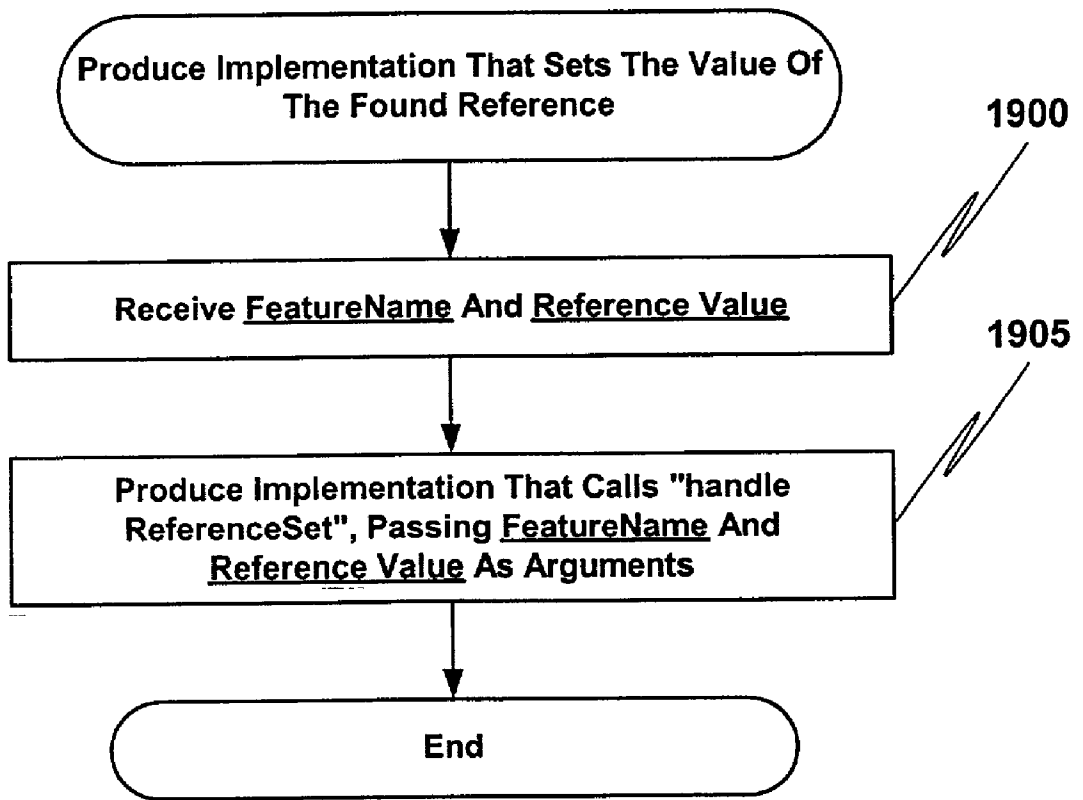 Produce Implementation That Sets The Value Of
The Found Reference
1900
Receive FeatureName And Reference Value
1905
Produce Implementation That Calls "handle
ReferenceSet", Passing FeatureName And
Reference Value As Arguments
End